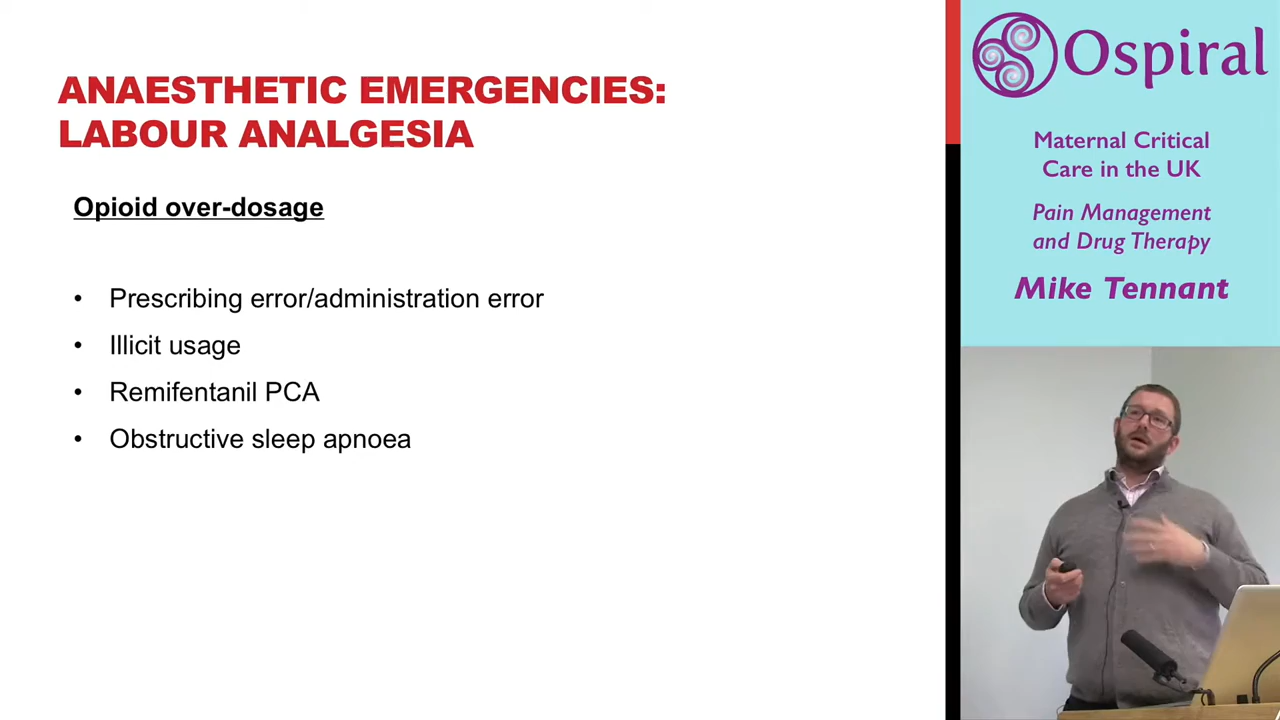 ANAESTHETIC EMERGENCIES:
LABOUR ANALGESIA
Opioid over-dosage
• Prescribing error/administration error
• Illicit usage
• Remifentanil PCA
• Obstructive sleep apnoea
Ospiral
Maternal Critical
Care in the UK
Pain Management
and Drug Therapy
Mike Tennant